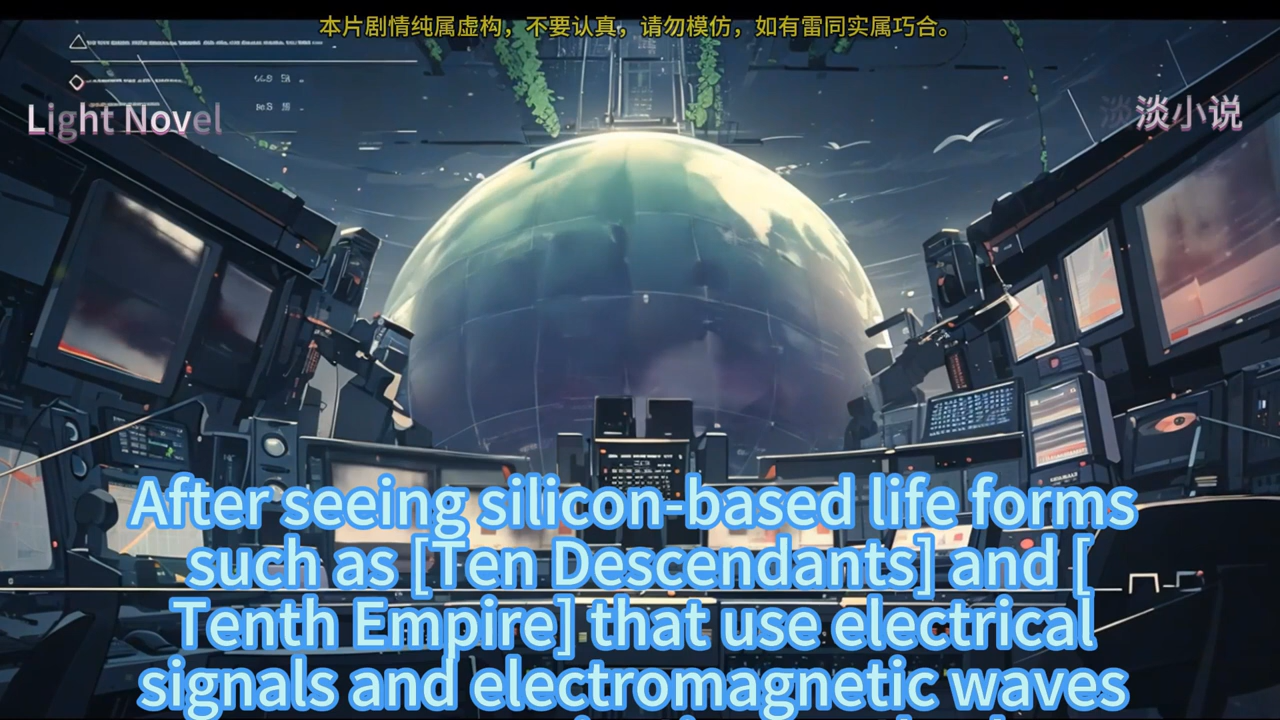 本片剧情纯属虚构，不要认真，请勿模仿，如有雷同实属巧合。
Light Novel
淡淡小说
After seeing silicon-based life forms
such as [Ten Descendants] and [
Tenth Empire] that use electrical
signals and electromagnetic waves